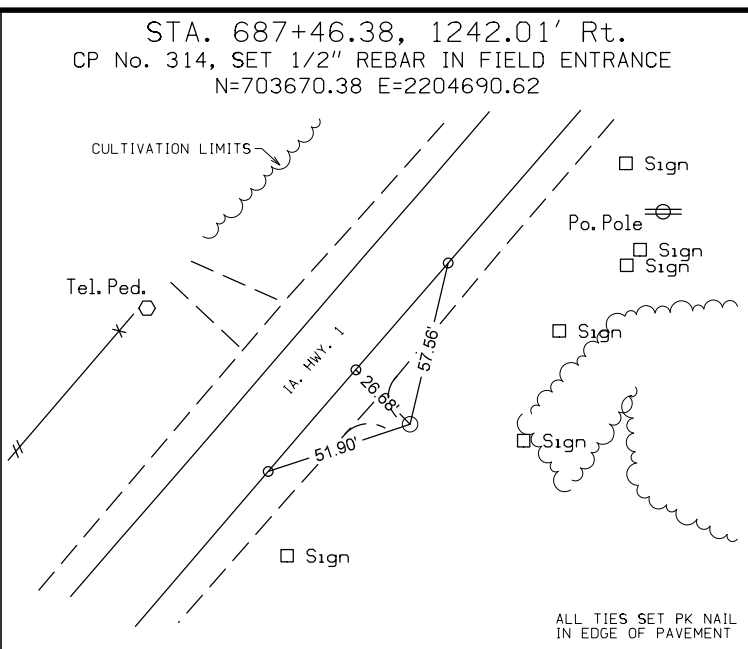 STA. 687+46.38, 1242.01' Rt.
CP No. 314, SET 1/2" REBAR IN FIELD ENTRANCE
N=703670.38 E=2204690.62
CULTIVATION LIMITS
Sign
Po. Pole
Sign
Sign
Tel. Ped.
Sign
IA. HWY. 1
57.56'
26.68'
51.90'
Sign
Sign
ALL TIES SET PK NAIL
IN EDGE OF PAVEMENT